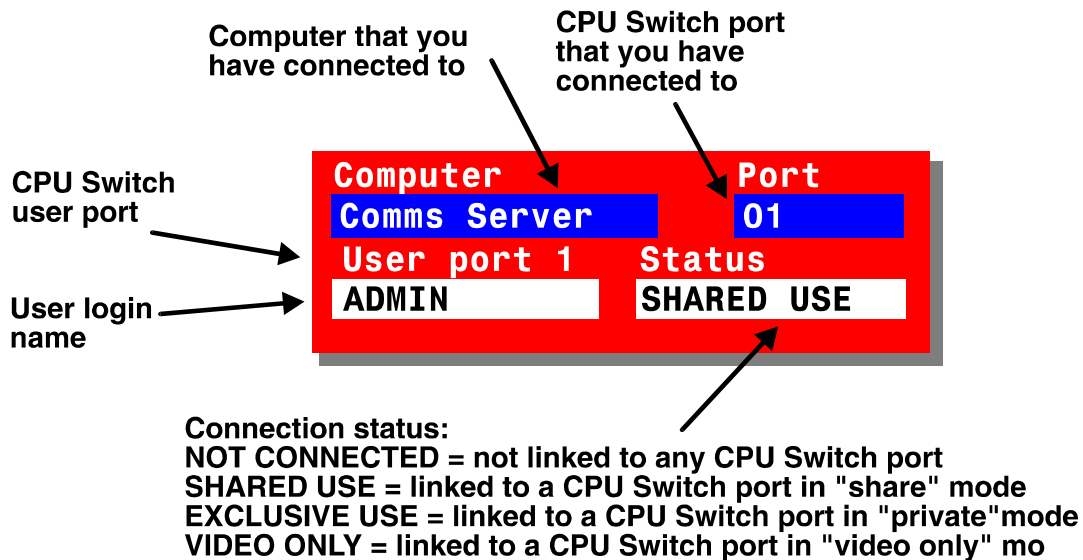 Computer that you
have connected to
CPU Switch port
that you have
connected to
CPU Switch
user port
User login
name
Computer
Port
Comms Server
01
User port 1
Status
ADMIN
SHARED USE
Connection status:
NOT CONNECTED = not linked to any CPU Switch port
SHARED USE = linked to a CPU Switch port in "share" mode
EXCLUSIVE USE = linked to a CPU Switch port in "private"mode
VIDEO ONLY = linked to a CPU Switch port in "video only" mo